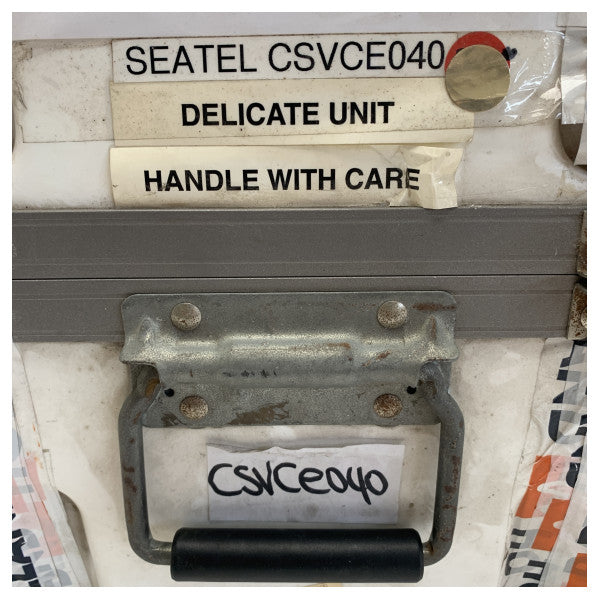 SEATEL CSVCE040
DELICATE UNIT
HANDLE WITH CARE
CSVCe040